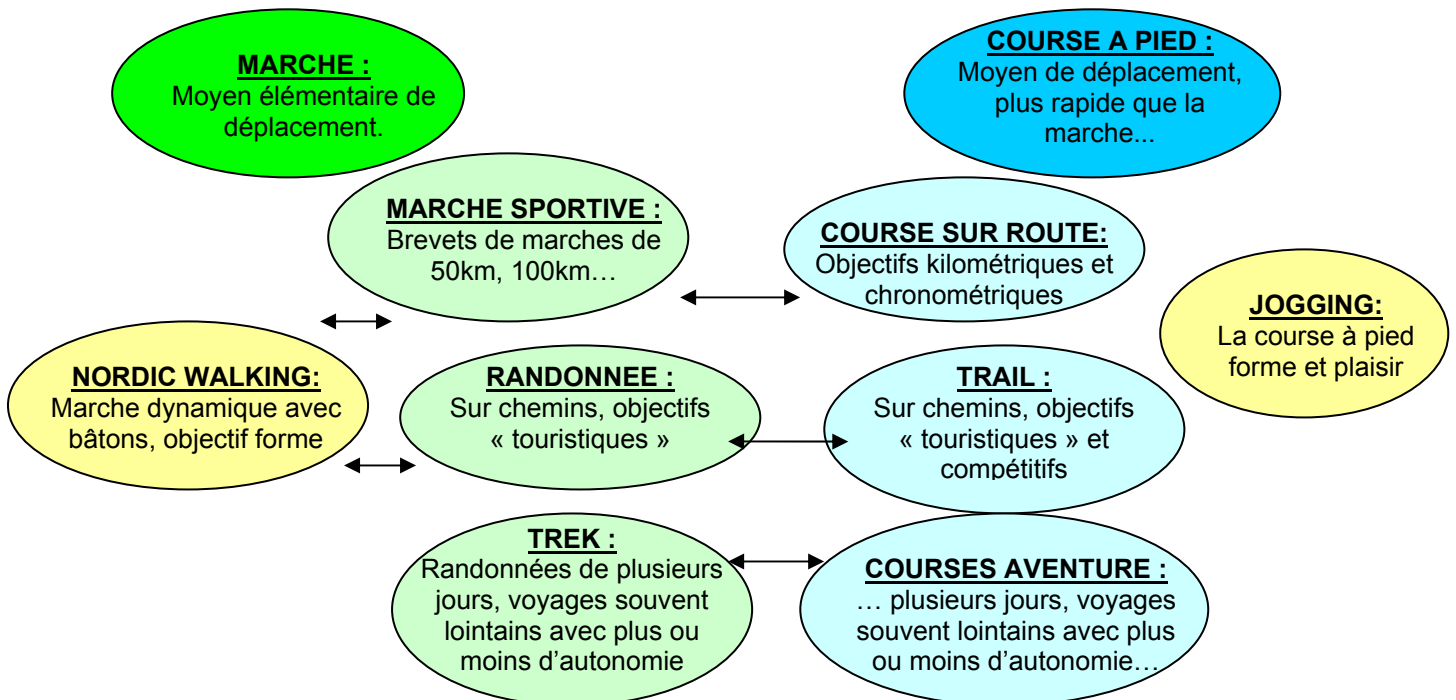 MARCHE :
Moyen élémentaire de
déplacement.
COURSE A PIED :
Moyen de déplacement,
plus rapide que la
marche...
MARCHE SPORTIVE :
Brevets de marches de
50km, 100km…
COURSE SUR ROUTE:
Objectifs kilométriques et
chronométriques
JOGGING:
La course à pied
forme et plaisir
NORDIC WALKING:
Marche dynamique avec
bâtons, objectif forme
RANDONNEE :
Sur chemins, objectifs
« touristiques »
TRAIL :
Sur chemins, objectifs
« touristiques » et
compétitifs
TREK :
Randonnées de plusieurs
jours, voyages souvent
lointains avec plus ou
moins d’autonomie
COURSES AVENTURE :
… plusieurs jours, voyages
souvent lointains avec plus
ou moins d’autonomie…